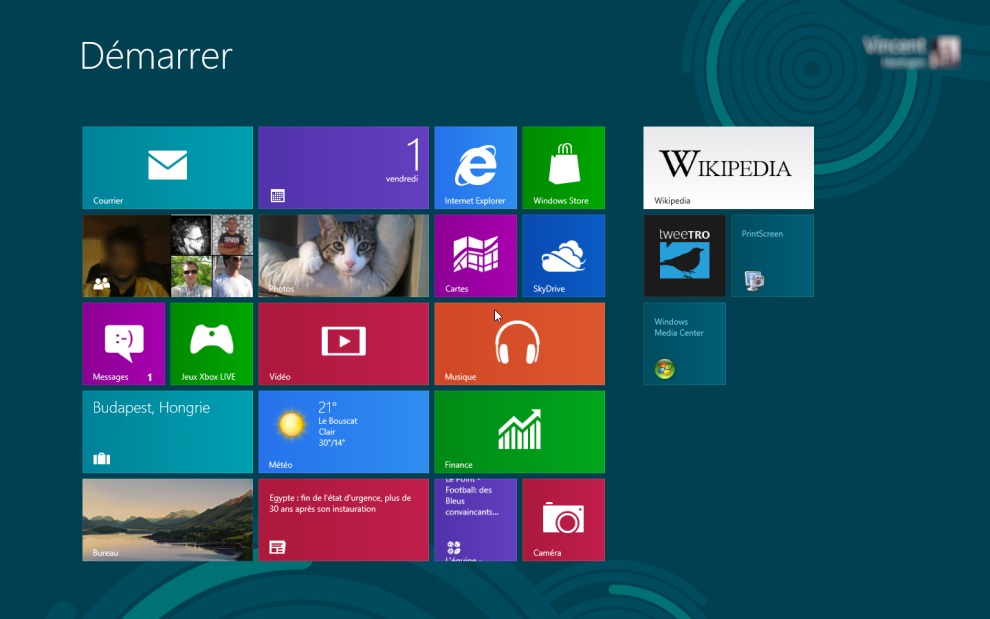 Démarrer
Vincent
Courrier
1
vendredi
Internet Explorer
Windows Store
WIKIPEDIA
Wikipedia
Photos
Cartes
SkyDrive
tweeTRO
PrintScreen
Messages 1
:-)
Jeux Xbox LIVE
Vidéo
Musique
Windows
Media Center
Budapest, Hongrie
21°
Le Bouscat
Clair
30°/14°
Météo
Finance
Bureau
Egypte : fin de l'état d'urgence, plus de
30 ans après son instauration
Le Point -
Football: des
Bleus
convaincants...
L'équipe -
Caméra